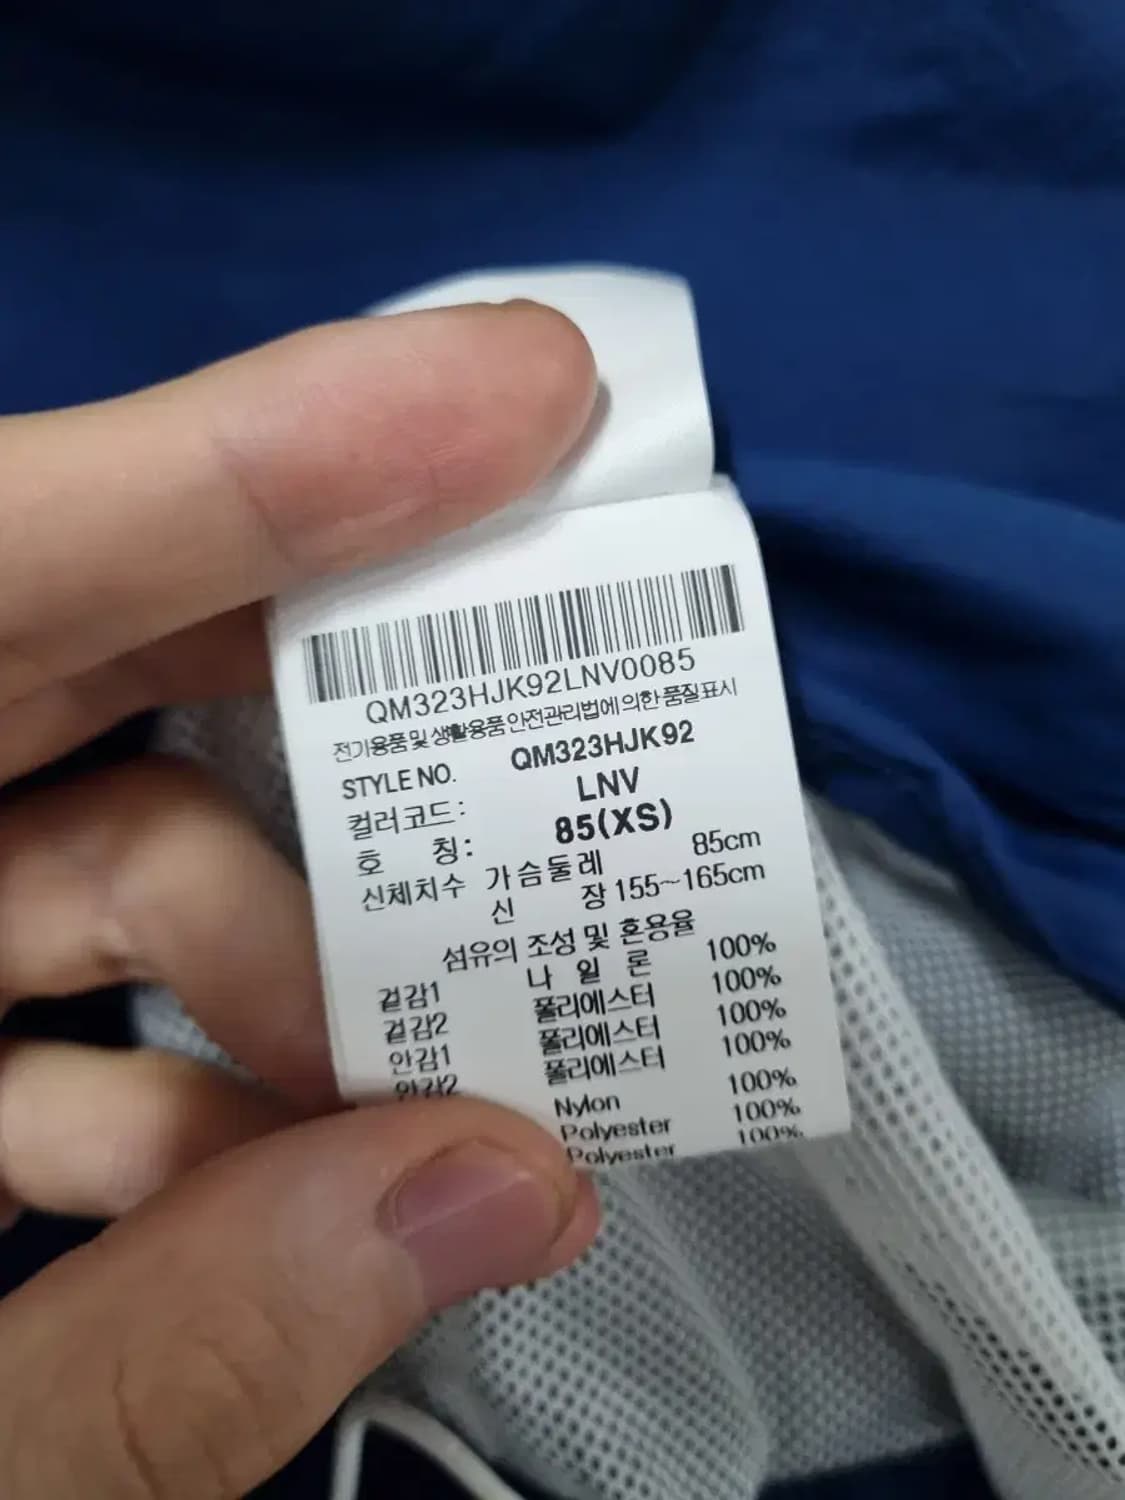 QM323HJK92LNV0085
전기용품 및 생활용품 안전관리법에 의한 품질표시
STYLE NO. QM323HJK92
컬러코드: LNV
호 칭: 85(XS)
신체치수 가슴둘레 85cm
신 장 155~165cm
섬유의 조성 및 혼용율
겉감1 나 일 론 100%
겉감2 폴리에스터 100%
안감1 폴리에스터 100%
안감2 폴리에스터 100%
Nylon 100%
Polyester 100%
Polyester 100%